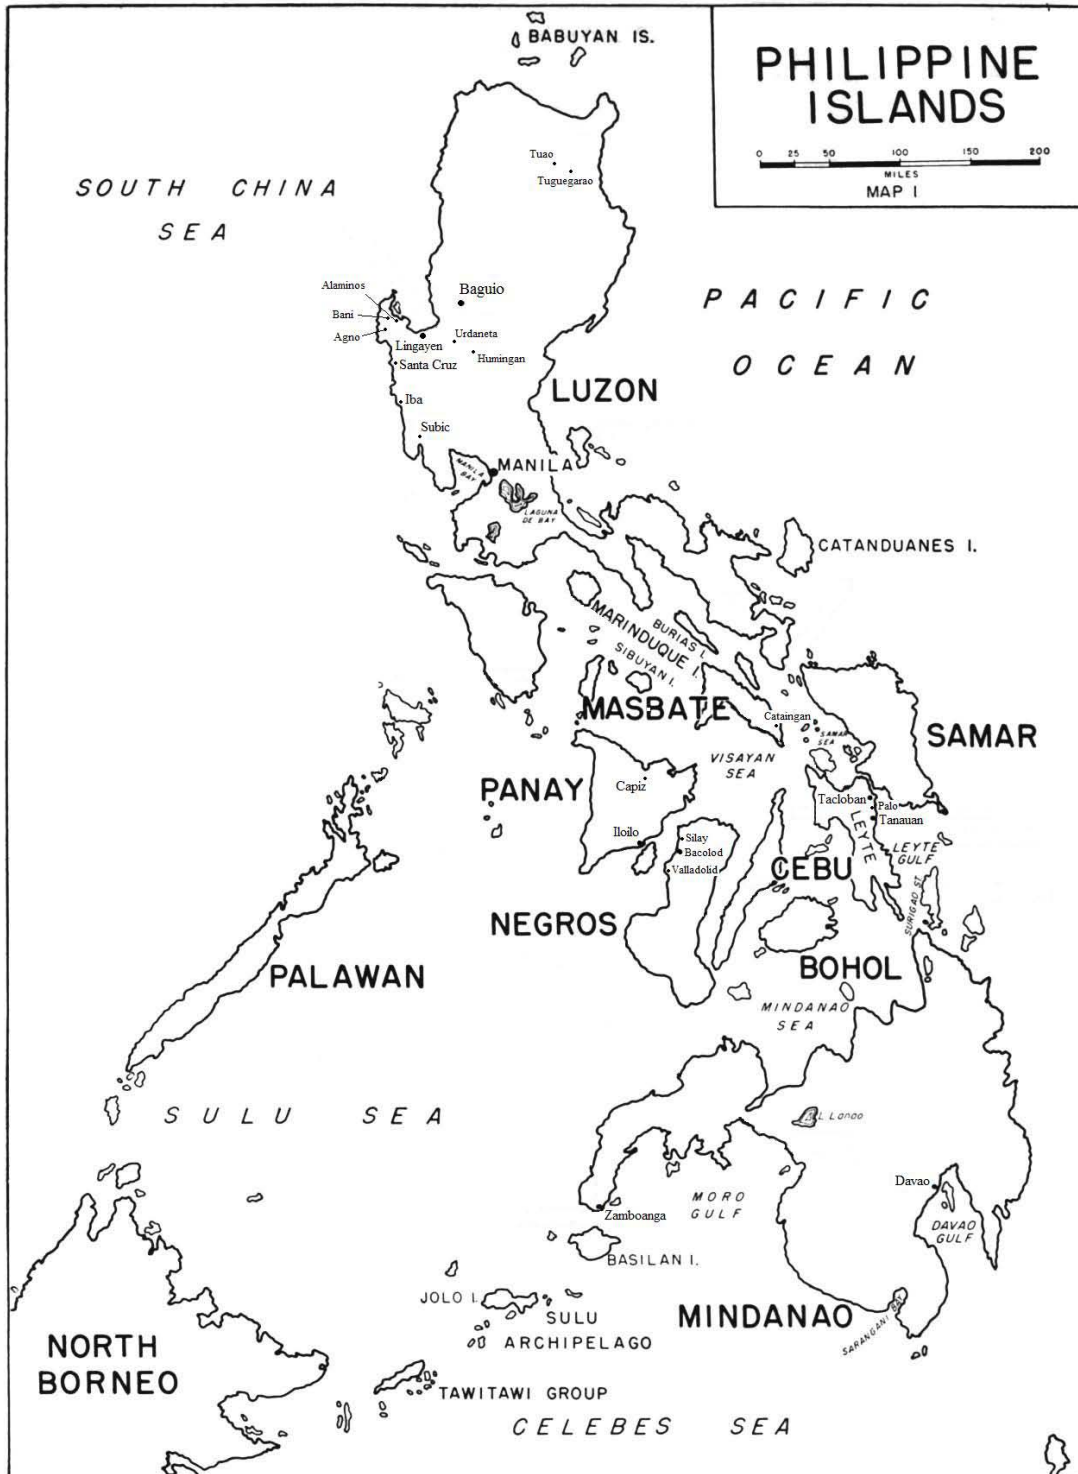 BABUYAN IS.
PHILIPPINE
ISLANDS
0 25 50 100 150 200
MILES
MAP 1
Tuao
Tuguegarao
SOUTH CHINA
SEA
Alaminos
Baguio
PACIFIC
OCEAN
Bani
Agno
Urdaneta
Lingayen
Humingan
Santa Cruz
LUZON
Iba
Subic
MANILA
MANILA
BAY
LAGUNA
DE BAY
CATANDUANES I.
MARINDUQUE I.
BURIAS I.
SIBUYAN I.
MASBATE
Cataingan
SAMAR
SEA
SAMAR
VISAYAN
SEA
PANAY
Capiz
Tacloban
Palo
Tanauan
LEYTE
Iloilo
Silay
Bacolod
Valladolid
CEBU
LEYTE
GULF
SURIGAO ST.
NEGROS
BOHOL
PALAWAN
MINDANAO
SEA
SULU SEA
L. Lanao
Davao
Zamboanga
MORO
GULF
DAVAO
GULF
BASILAN I.
JOLO I.
SULU
ARCHIPELAGO
MINDANAO
SARANGANI BAY
NORTH
BORNEO
TAWITAWI GROUP
CELEBES SEA